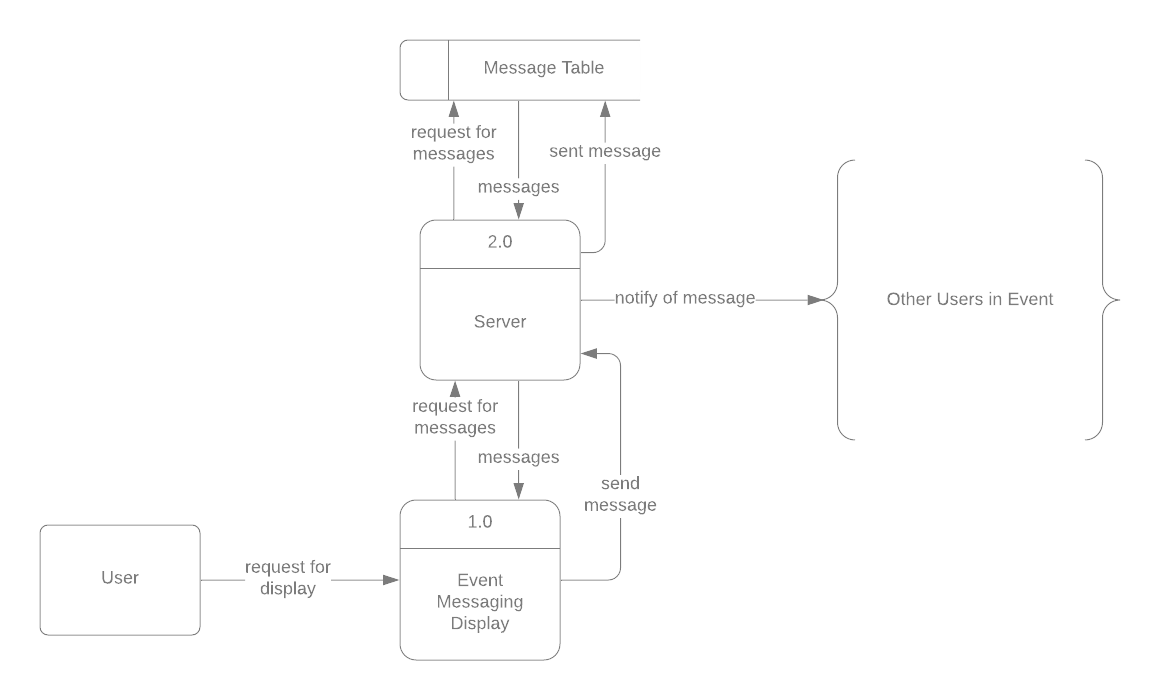 Message Table
request for
messages
sent message
messages
2.0
notify of message
Other Users in Event
Server
request for
messages
messages
send
message
1.0
User
request for
display
Event
Messaging
Display